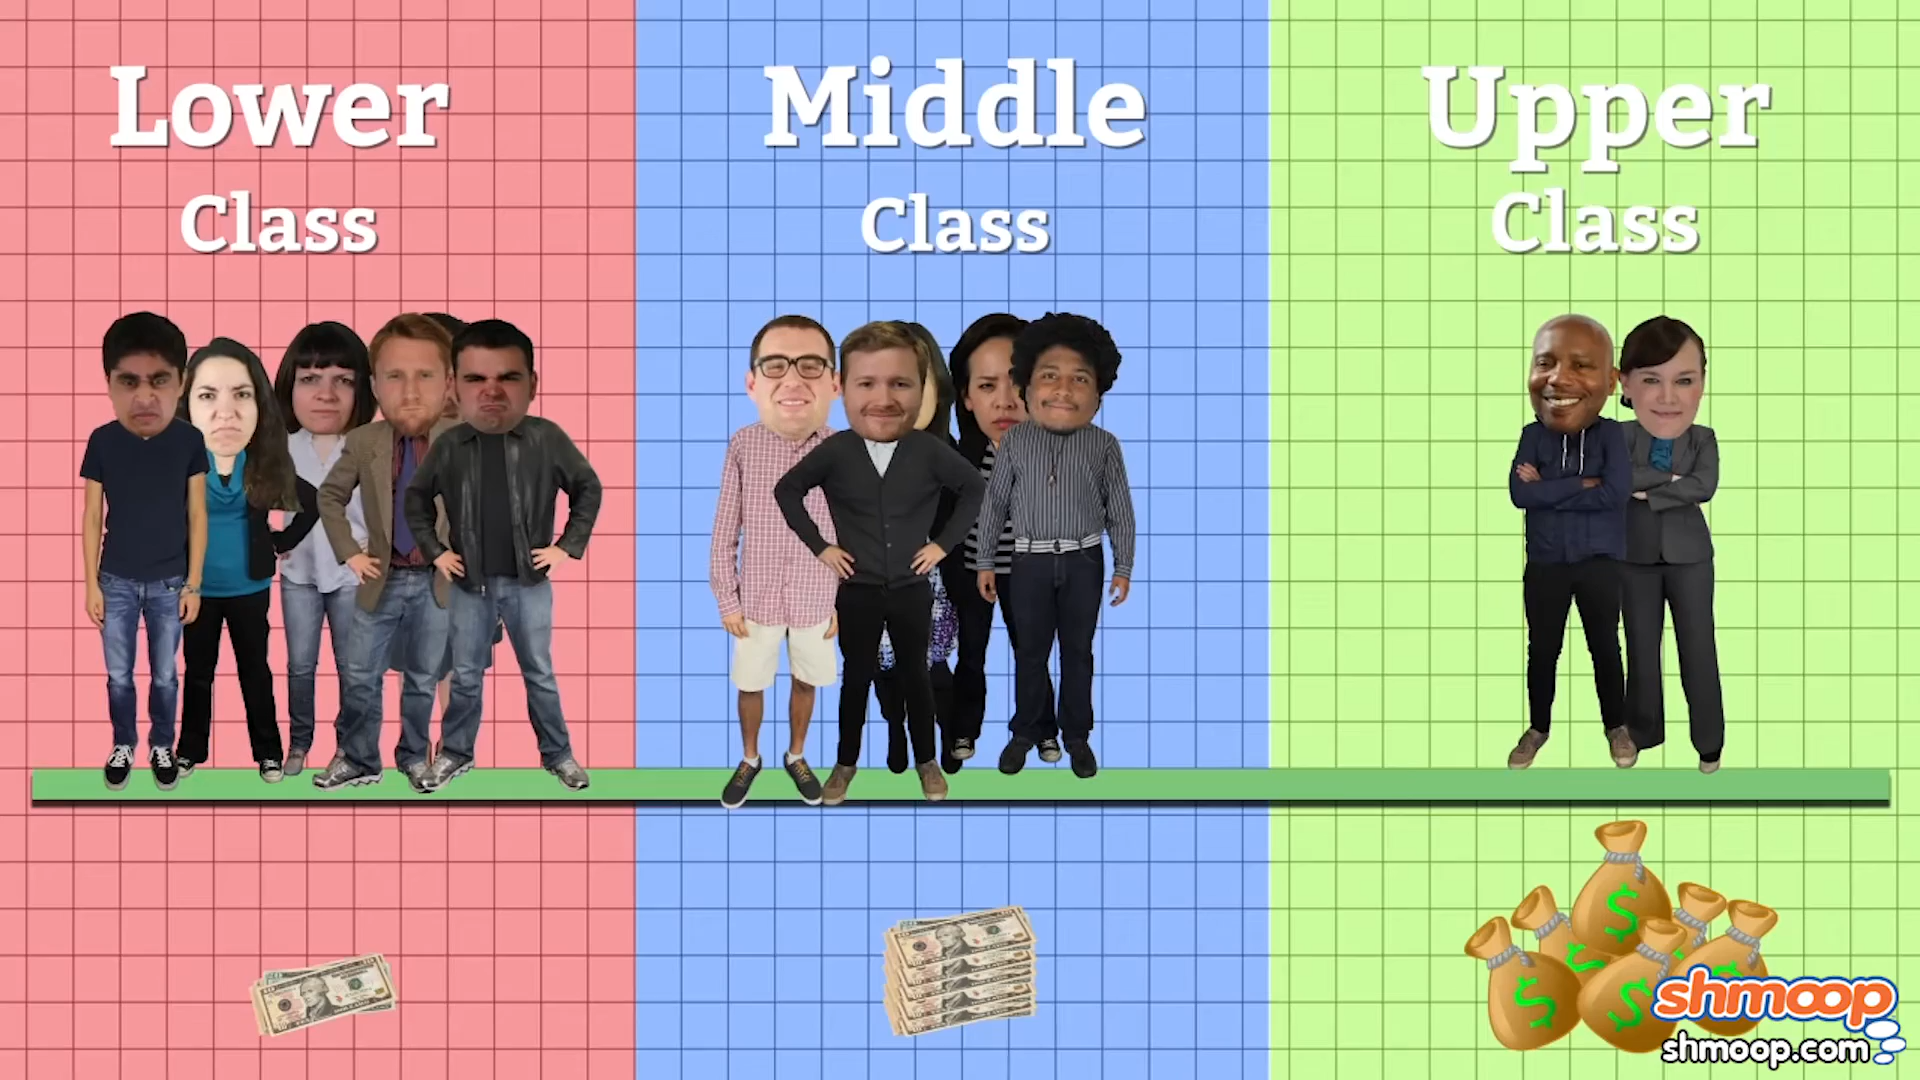 Lower
Class
Middle
Class
Upper
Class
$
$
$
$
$
shmoop
shmoop.com